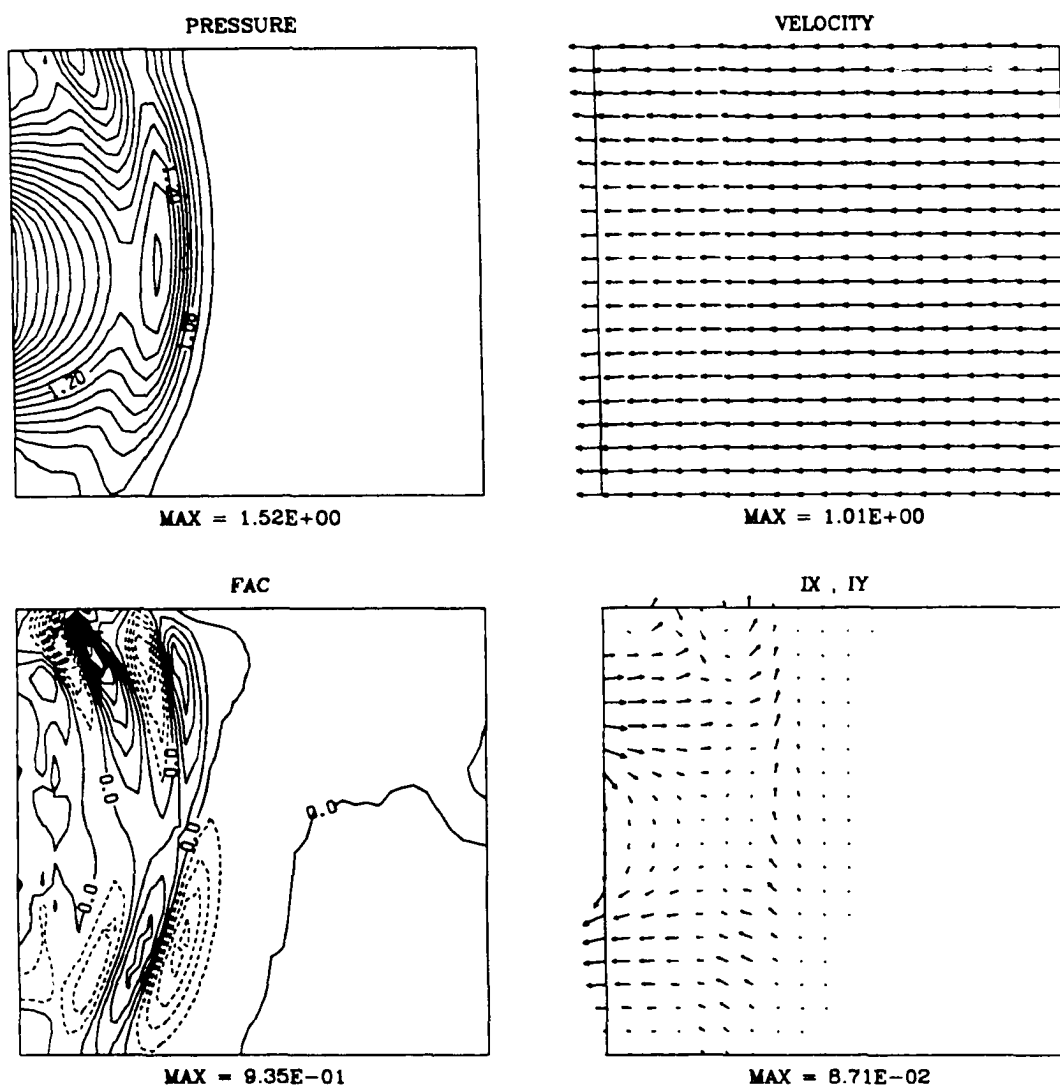 PRESSURE
VELOCITY
1.20
1.08
MAX = 1.52E+00
MAX = 1.01E+00
FAC
IX , IY
0.0
0.0
0.0
0.0
0.0
MAX = 9.35E-01
MAX = 8.71E-02